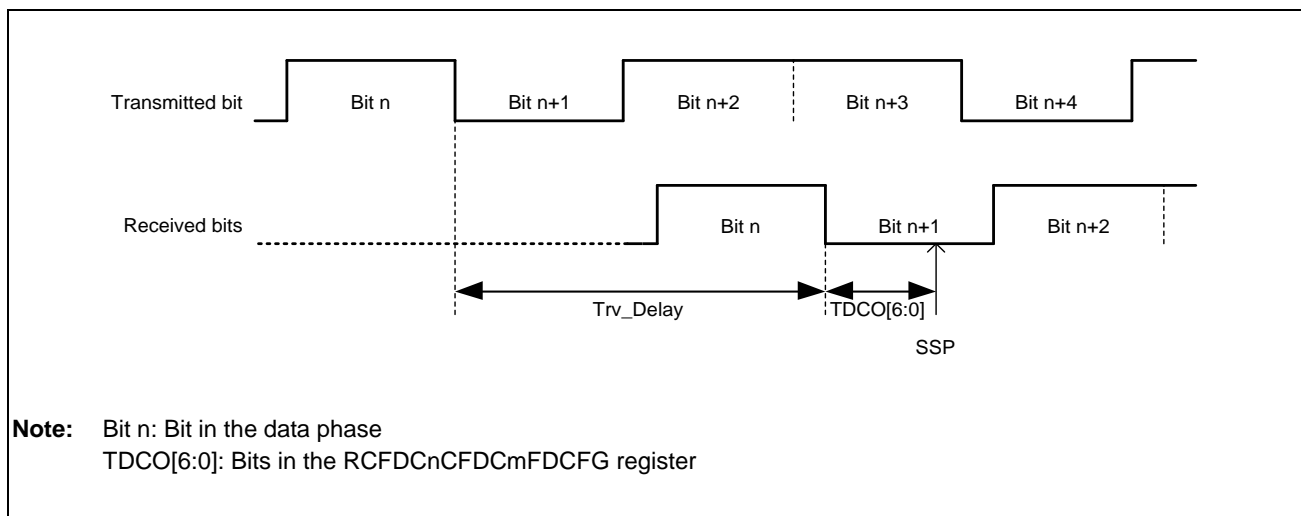 Transmitted bit Bit n Bit n+1 Bit n+2 Bit n+3 Bit n+4
Received bits Bit n Bit n+1 Bit n+2
Trv_Delay TDCO[6:0]
SSP
Note: Bit n: Bit in the data phase
TDCO[6:0]: Bits in the RCFDCnCFDCmFDCFG register